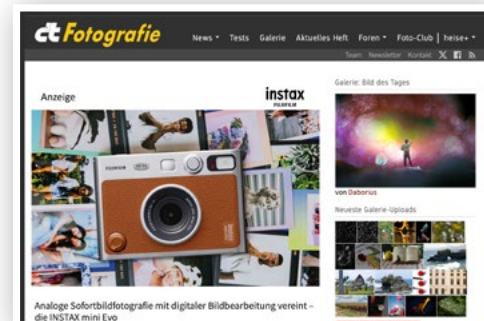 c't Fotografie
News Tests Galerie Aktuelles Heft Foren Foto-Club | heise+
Team Newsletter Kontakt
Anzeige
instax
FUJIFILM
Galerie: Bild des Tages
FUJIFILM
von Daborius
Neueste Galerie-Uploads
Analoge Sofortbildfotografie mit digitaler Bildbearbeitung vereint –
die INSTAX mini Evo